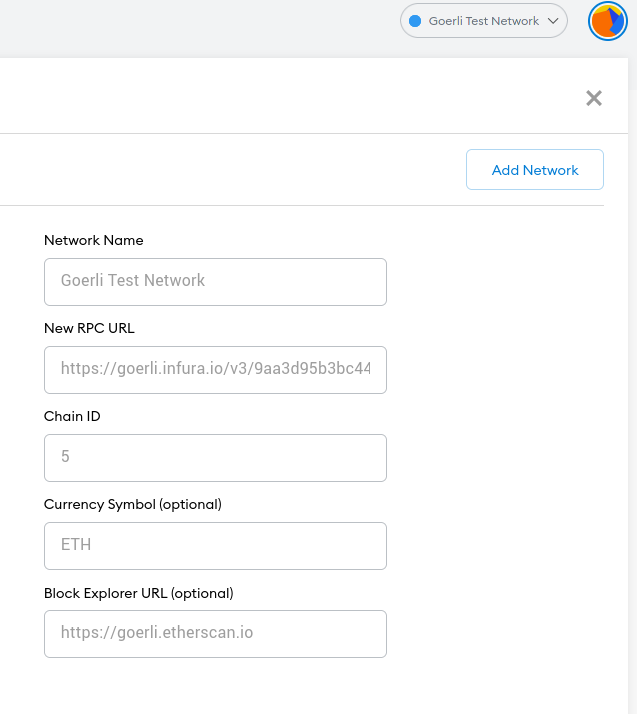 Goerli Test Network
Add Network
Network Name
Goerli Test Network
New RPC URL
https://goerli.infura.io/v3/9aa3d95b3bc44
Chain ID
5
Currency Symbol (optional)
ETH
Block Explorer URL (optional)
https://goerli.etherscan.io